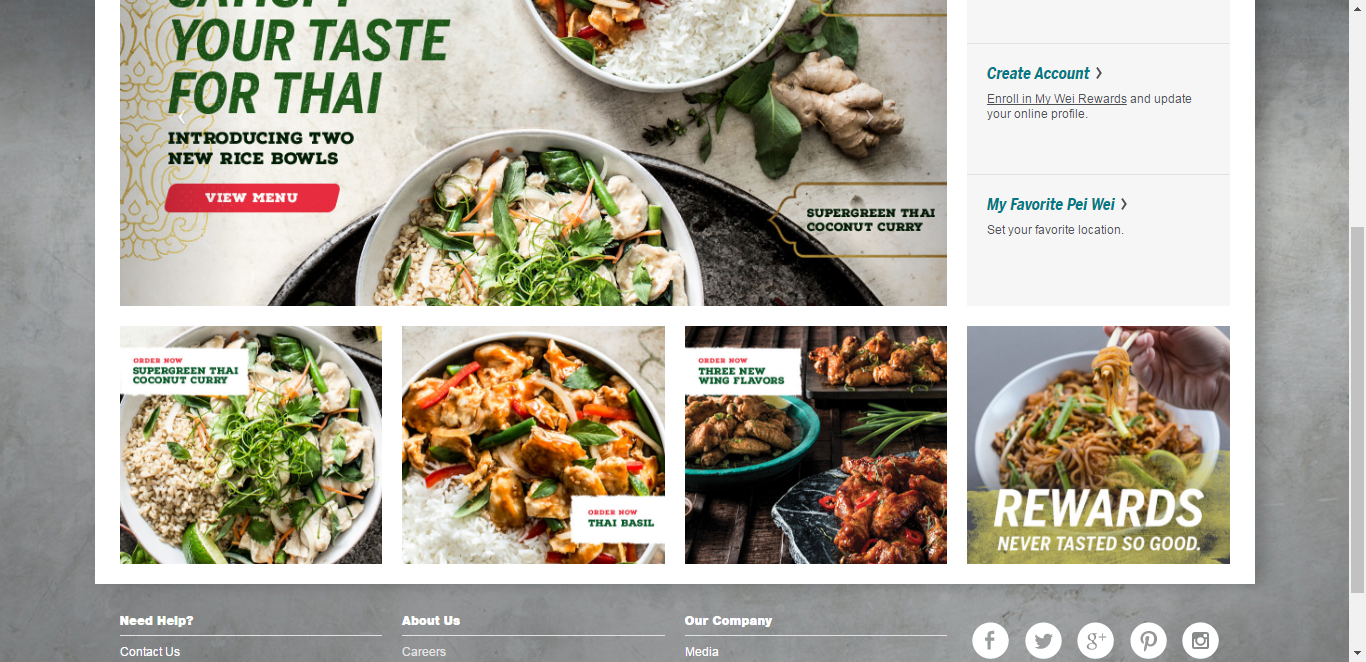 SATISFY
YOUR TASTE
FOR THAI
INTRODUCING TWO
NEW RICE BOWLS
VIEW MENU
SUPERGREEN THAI
COCONUT CURRY
Create Account
Enroll in My Wei Rewards and update
your online profile.
My Favorite Pei Wei
Set your favorite location.
ORDER NOW
SUPERGREEN THAI
COCONUT CURRY
ORDER NOW
THAI BASIL
ORDER NOW
THREE NEW
WING FLAVORS
REWARDS
NEVER TASTED SO GOOD.
Need Help?
Contact Us
About Us
Careers
Our Company
Media